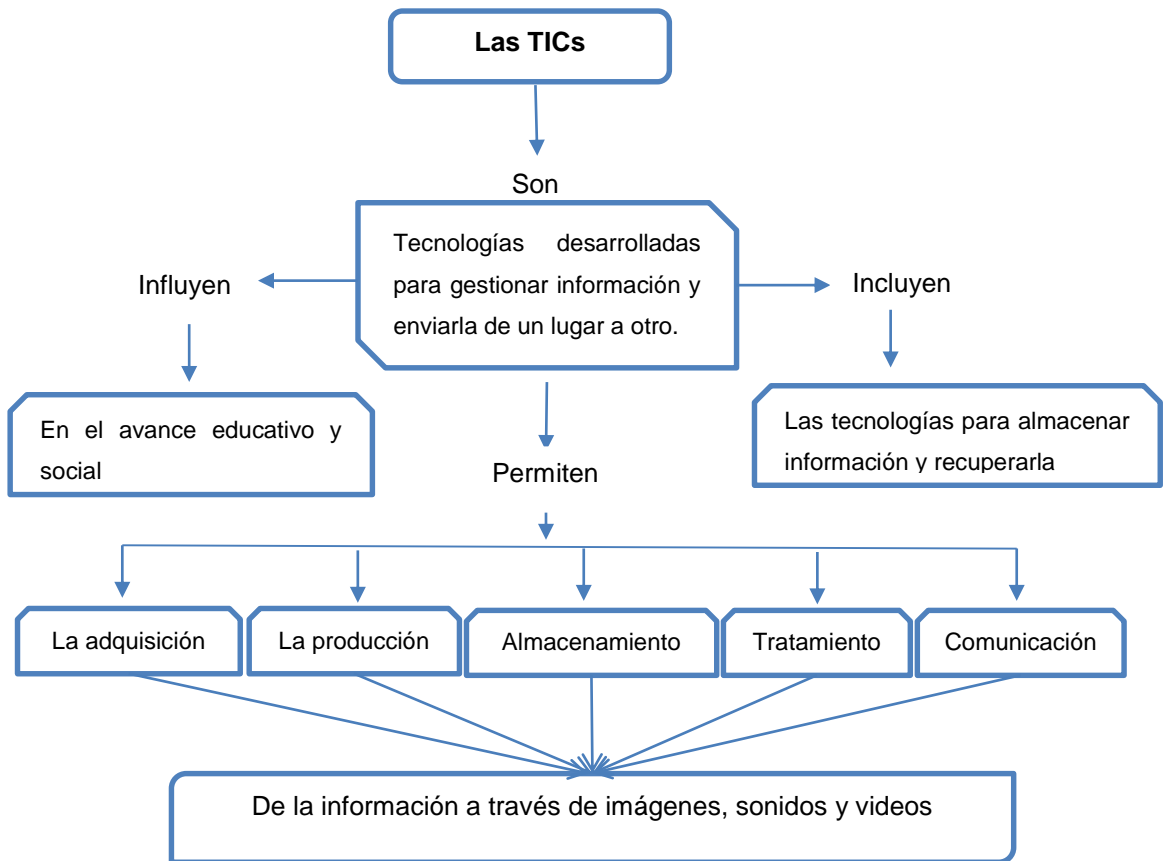 Las TICs
Son
Tecnologías desarrolladas
para gestionar información y
enviarla de un lugar a otro.
Influyen
Incluyen
En el avance educativo y
social
Las tecnologías para almacenar
información y recuperarla
Permiten
La adquisición
La producción
Almacenamiento
Tratamiento
Comunicación
De la información a través de imágenes, sonidos y videos